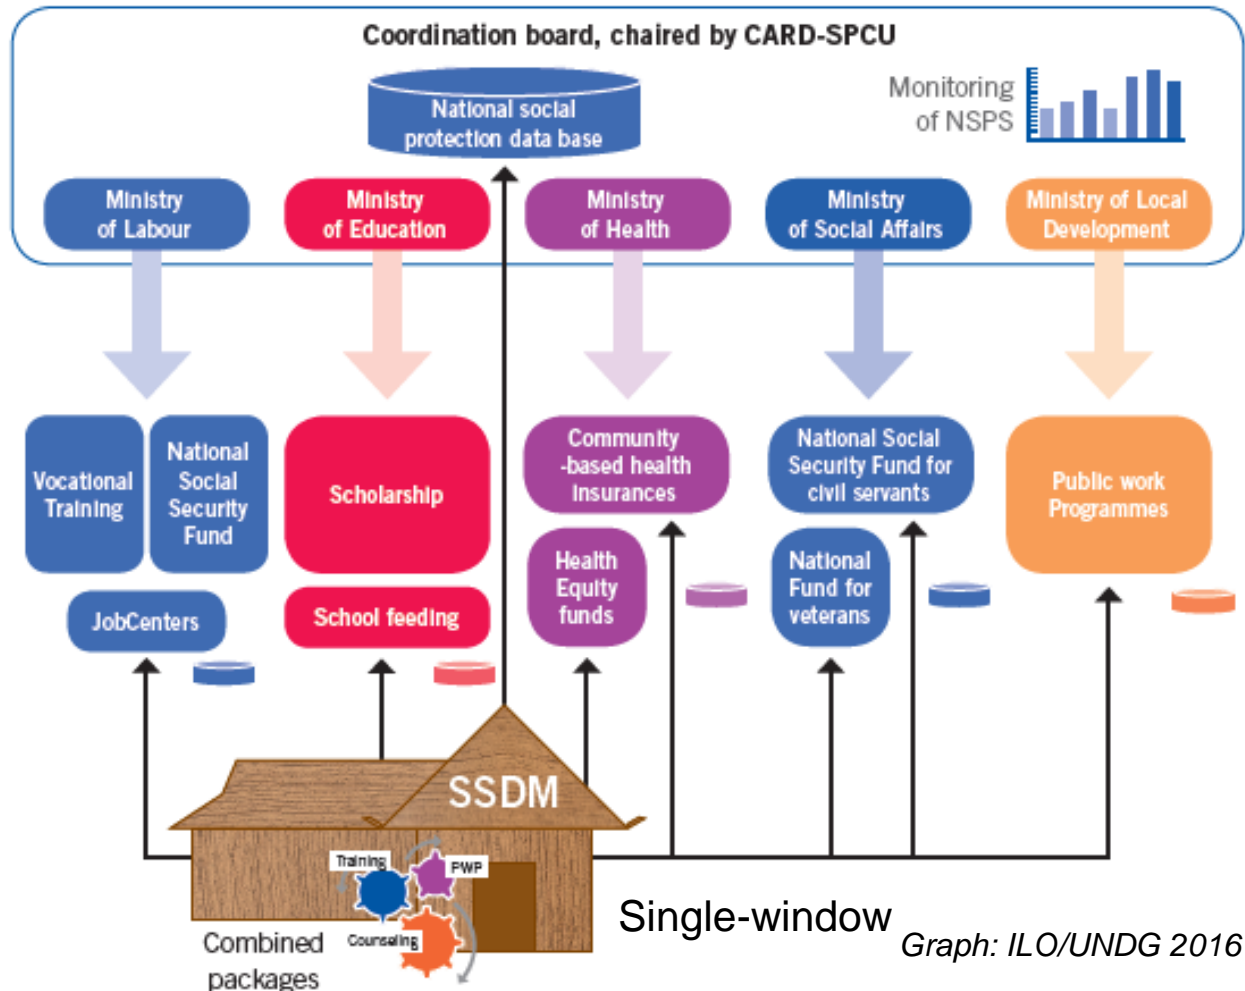 Coordination board, chaired by CARD-SPCU
National social
protection data base
Monitoring
of NSPS
Ministry
of Labour
Ministry
of Education
Ministry
of Health
Ministry
of Social Affairs
Ministry of Local
Development
Vocational
Training
National
Social
Security
Fund
Scholarship
Community
-based health
insurances
National Social
Security Fund for
civil servants
Public work
Programmes
Health
Equity
funds
National
Fund for
veterans
JobCenters
School feeding
SSDM
Training
PWP
Counseling
Combined
packages
Single-window
Graph: ILO/UNDG 2016